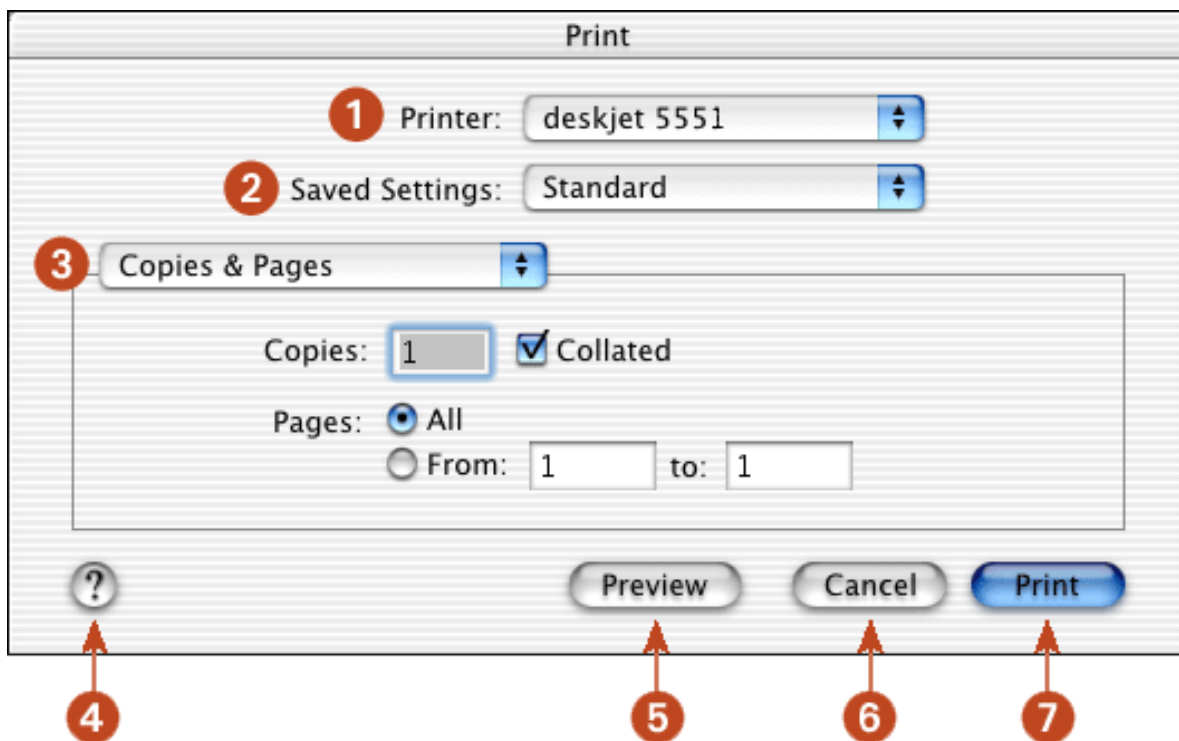 Print
1 Printer: deskjet 5551
2 Saved Settings: Standard
3 Copies & Pages
Copies: 1 Collated
Pages: All
From: 1 to: 1
? Preview Cancel Print
4 5 6 7